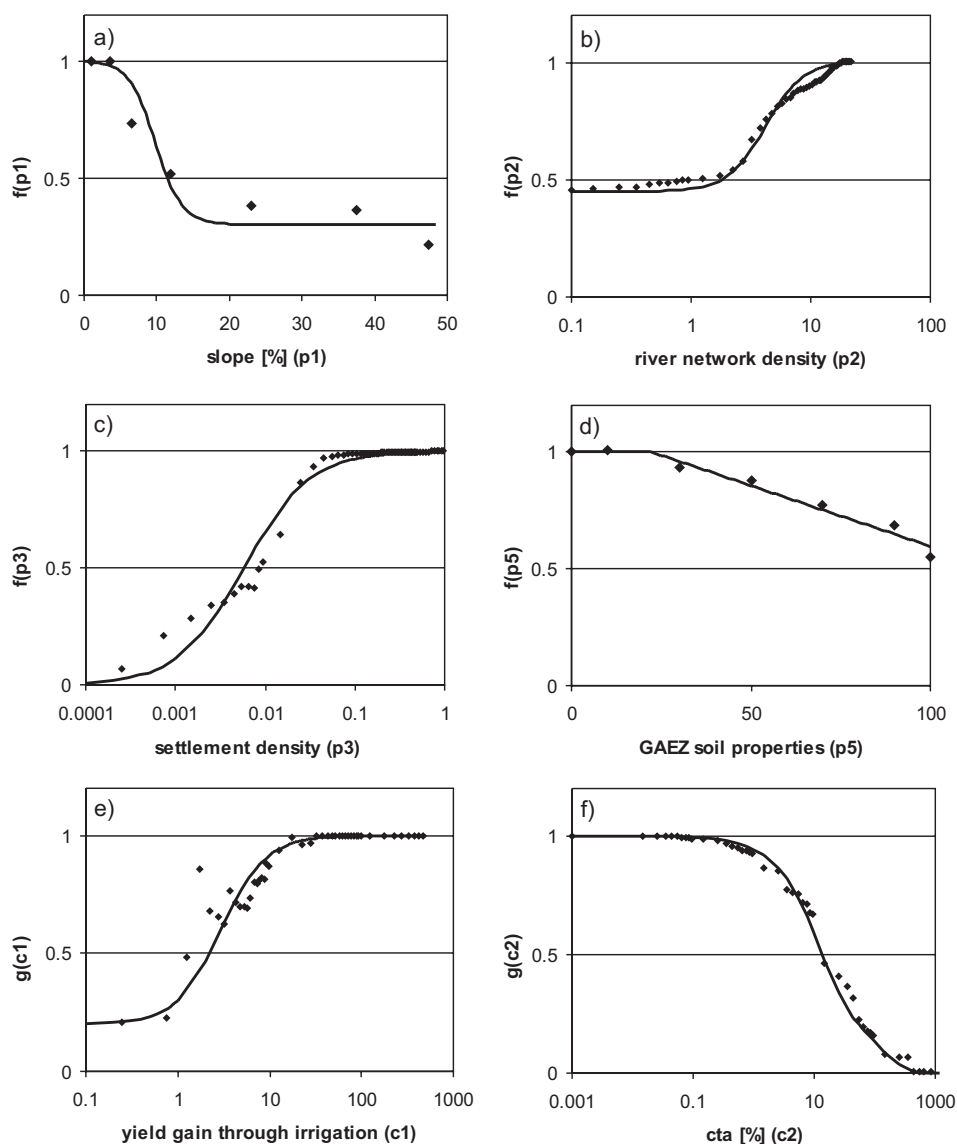 a)
1
0.5
0
f(p1)
0 10 20 30 40 50
slope [%] (p1)
b)
1
0.5
0
f(p2)
0.1 1 10 100
river network density (p2)
c)
1
0.5
0
f(p3)
0.0001 0.001 0.01 0.1 1
settlement density (p3)
d)
1
0.5
0
f(p5)
0 50 100
GAEZ soil properties (p5)
e)
1
0.5
0
g(c1)
0.1 1 10 100 1000
yield gain through irrigation (c1)
f)
1
0.5
0
g(c2)
0.001 0.1 10 1000
cta [%] (c2)